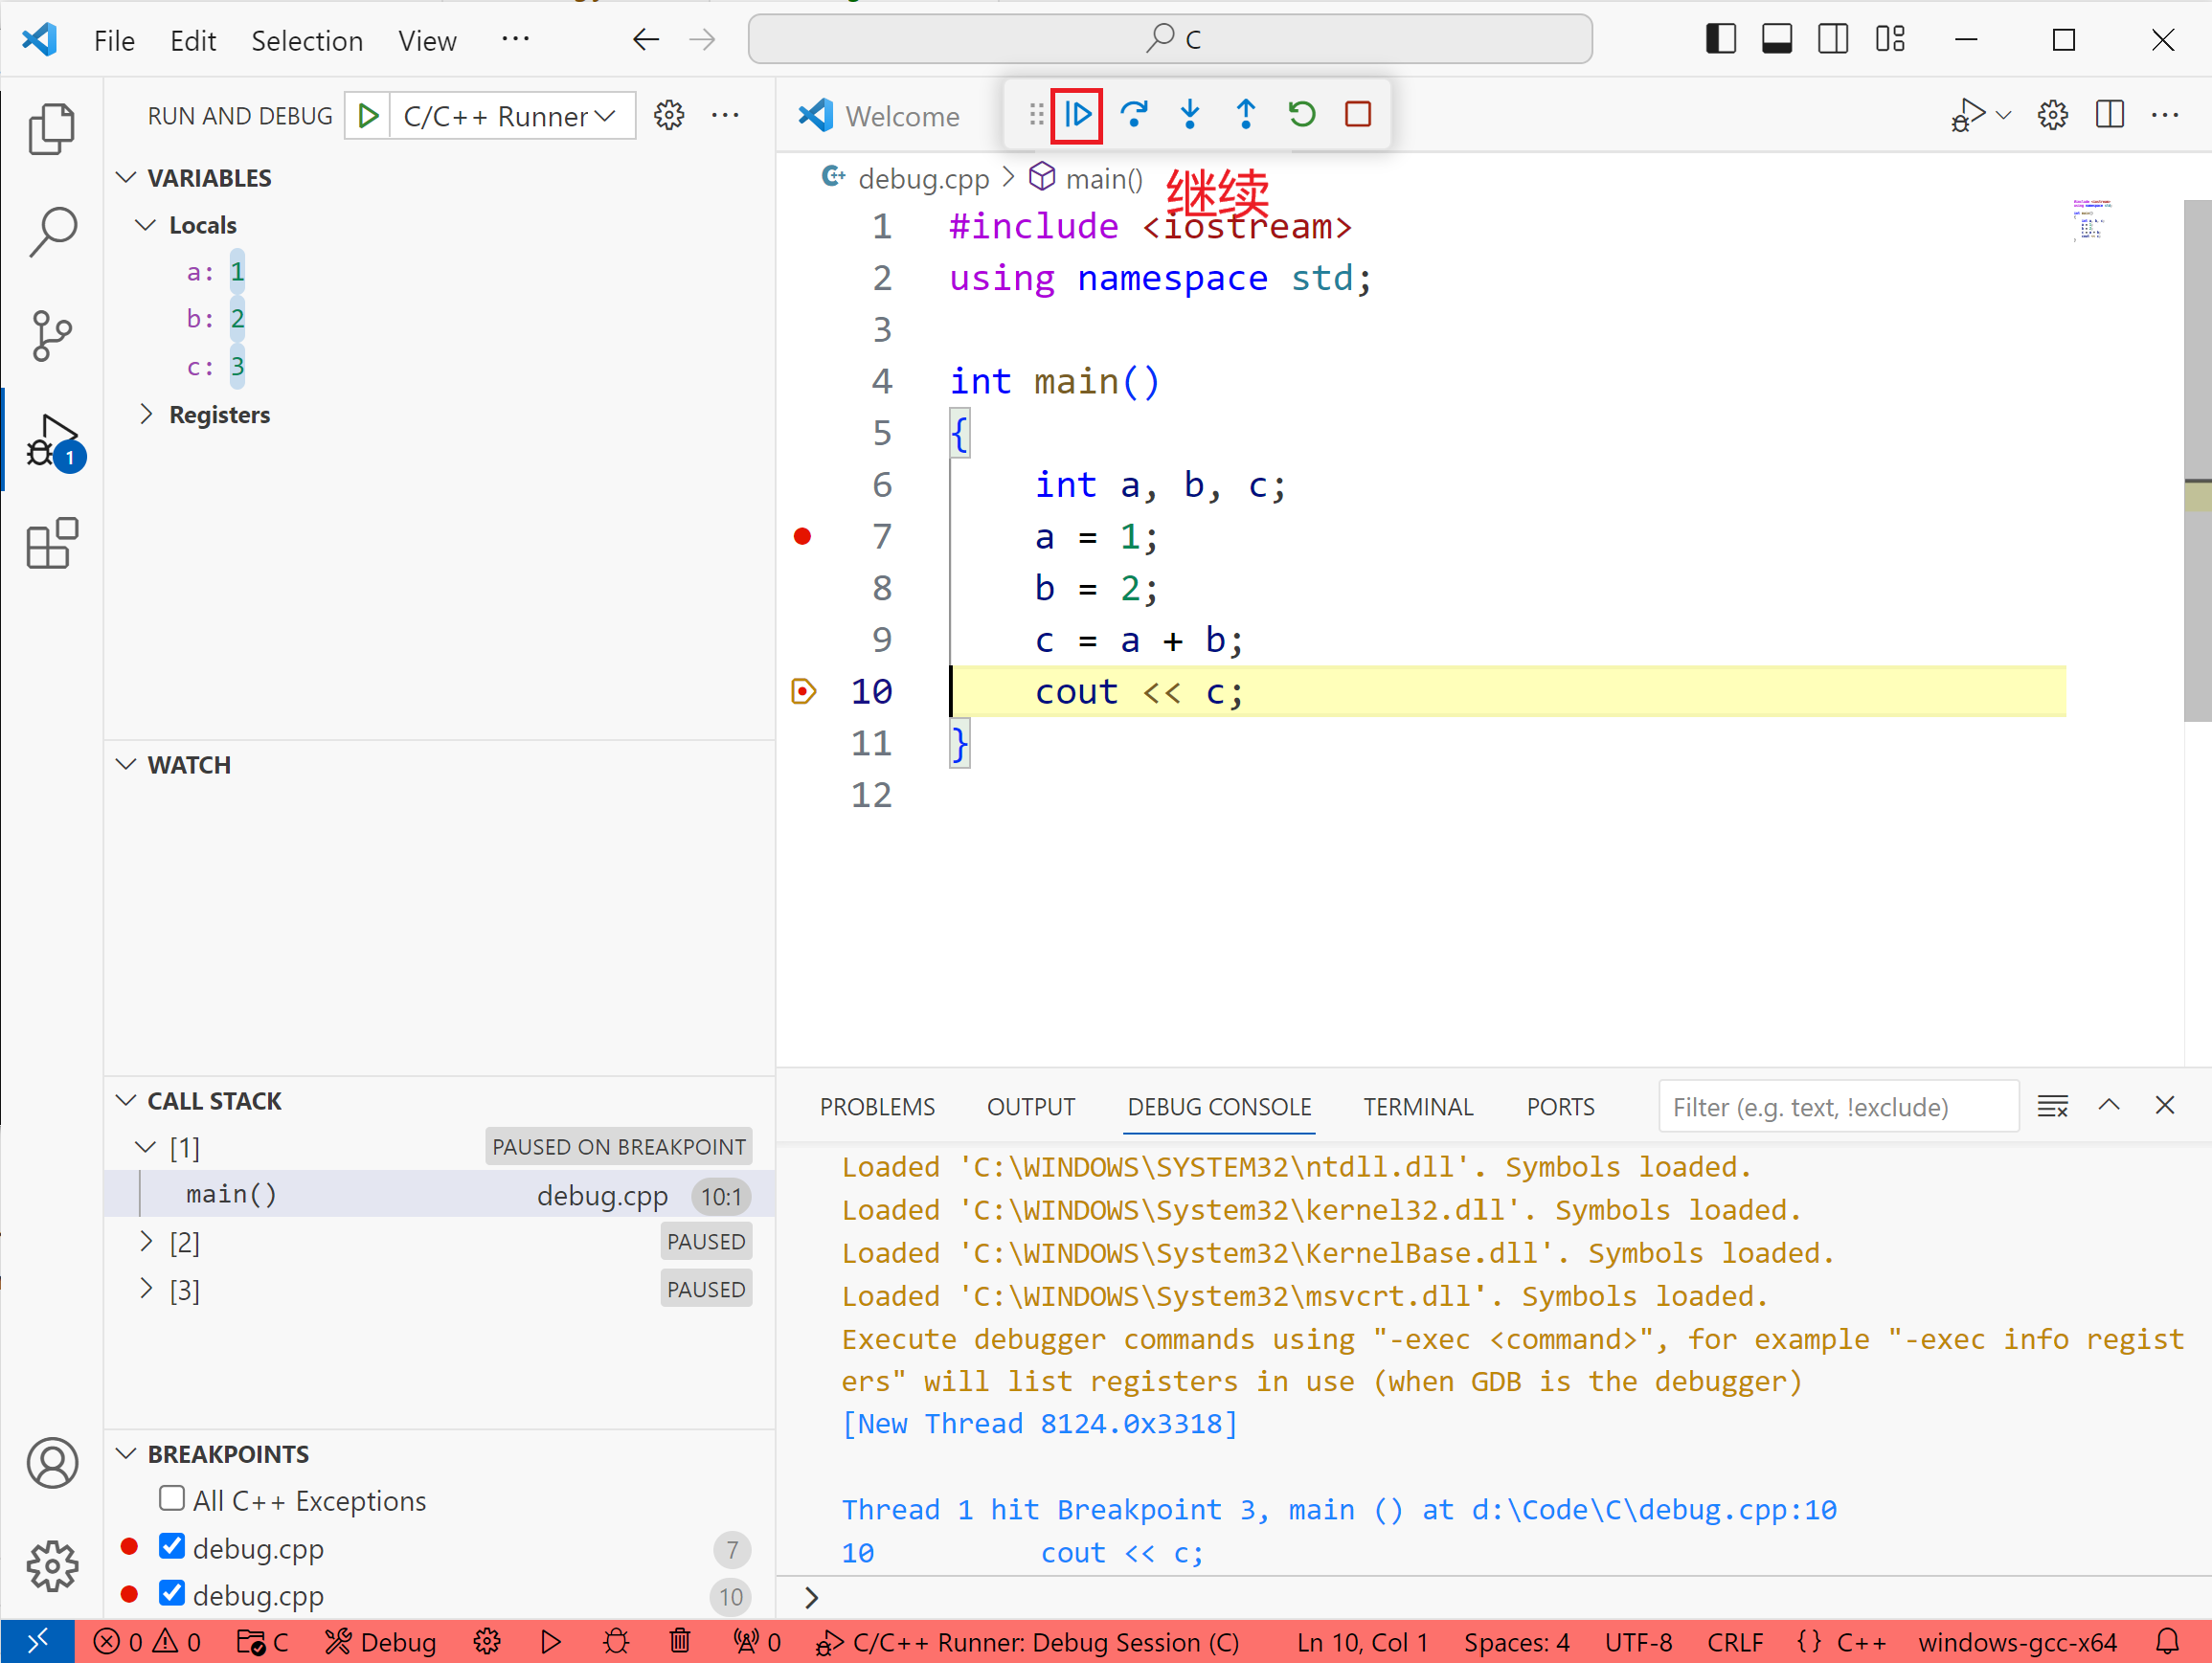 File Edit Selection View ··· C
RUN AND DEBUG C/C++ Runner
VARIABLES
Locals
a: 1
b: 2
c: 3
Registers
1
WATCH
CALL STACK
[1] PAUSED ON BREAKPOINT
main() debug.cpp 10:1
[2] PAUSED
[3] PAUSED
BREAKPOINTS
All C++ Exceptions
debug.cpp 7
debug.cpp 10
Welcome
debug.cpp > main()
继续
1 #include <iostream>
2 using namespace std;
3
4 int main()
5 {
6 int a, b, c;
7 a = 1;
8 b = 2;
9 c = a + b;
10 cout << c;
11 }
12
PROBLEMS OUTPUT DEBUG CONSOLE TERMINAL PORTS Filter (e.g. text, !exclude)
Loaded 'C:\WINDOWS\SYSTEM32\ntdll.dll'. Symbols loaded.
Loaded 'C:\WINDOWS\System32\kernel32.dll'. Symbols loaded.
Loaded 'C:\WINDOWS\System32\KernelBase.dll'. Symbols loaded.
Loaded 'C:\WINDOWS\System32\msvcrt.dll'. Symbols loaded.
Execute debugger commands using "-exec <command>", for example "-exec info regist
ers" will list registers in use (when GDB is the debugger)
[New Thread 8124.0x3318]
Thread 1 hit Breakpoint 3, main () at d:\Code\C\debug.cpp:10
10 cout << c;
>
0 0 C Debug 0 C/C++ Runner: Debug Session (C) Ln 10, Col 1 Spaces: 4 UTF-8 CRLF {} C++ windows-gcc-x64